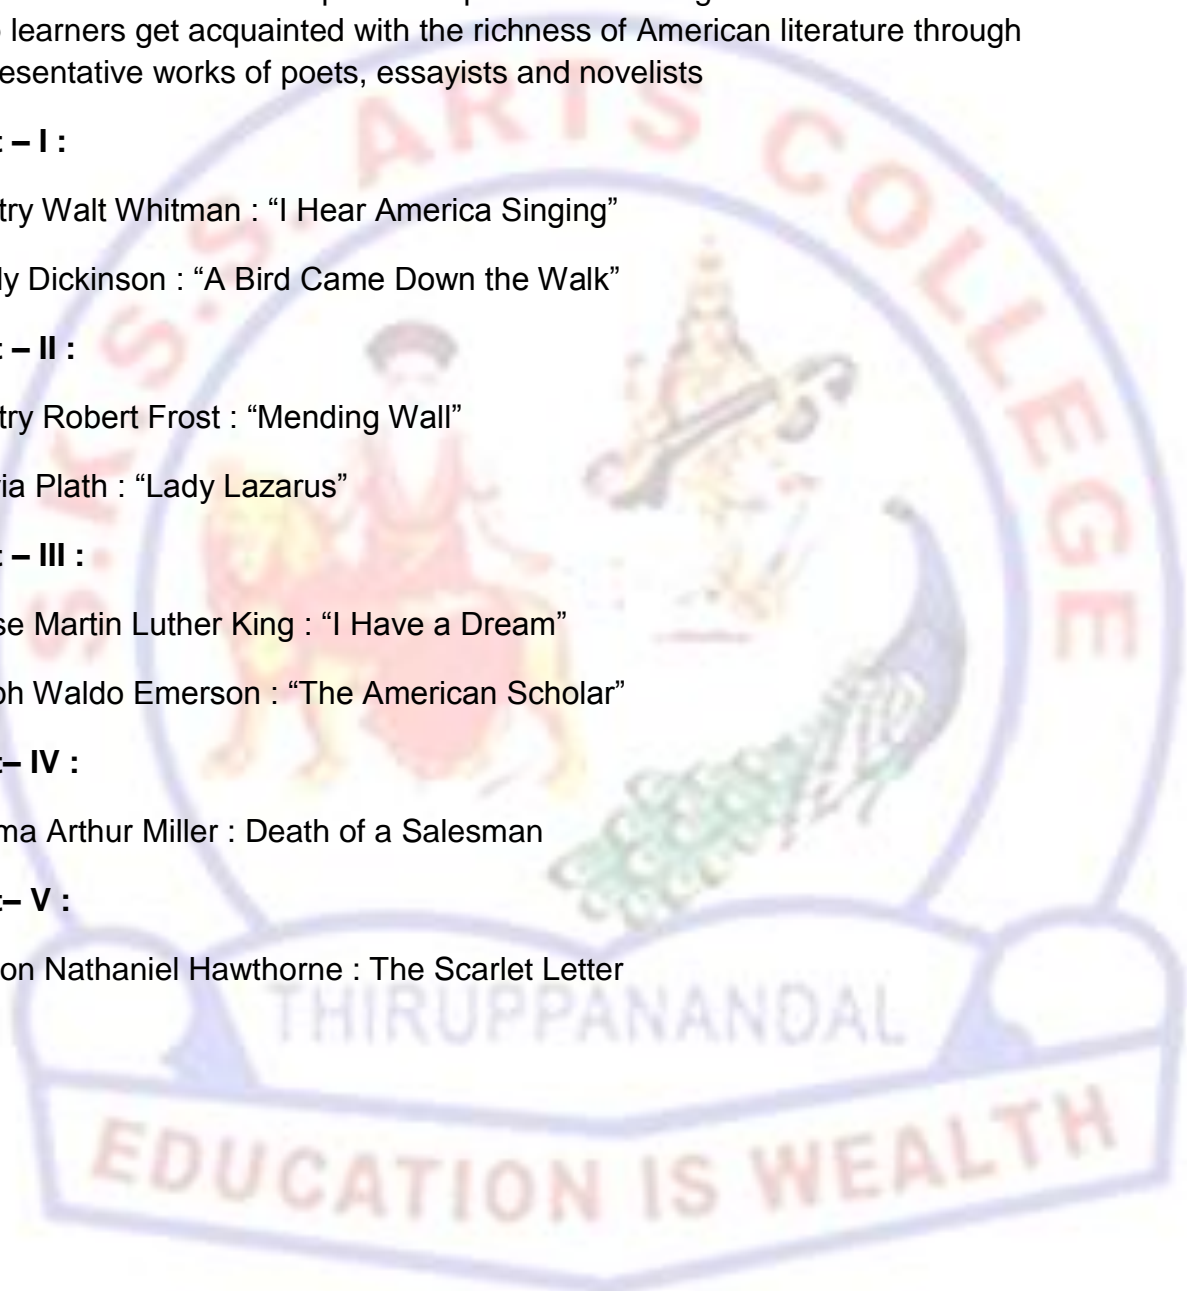 learners get acquainted with the richness of American literature through
esentative works of poets, essayists and novelists
– I :
try Walt Whitman : “I Hear America Singing”
ly Dickinson : “A Bird Came Down the Walk”
– II :
try Robert Frost : “Mending Wall”
ia Plath : “Lady Lazarus”
– III :
se Martin Luther King : “I Have a Dream”
ph Waldo Emerson : “The American Scholar”
– IV :
ma Arthur Miller : Death of a Salesman
– V :
on Nathaniel Hawthorne : The Scarlet Letter
S.K.S.S. ARTS COLLEGE
THIRUPPANANDAL
EDUCATION IS WEALTH